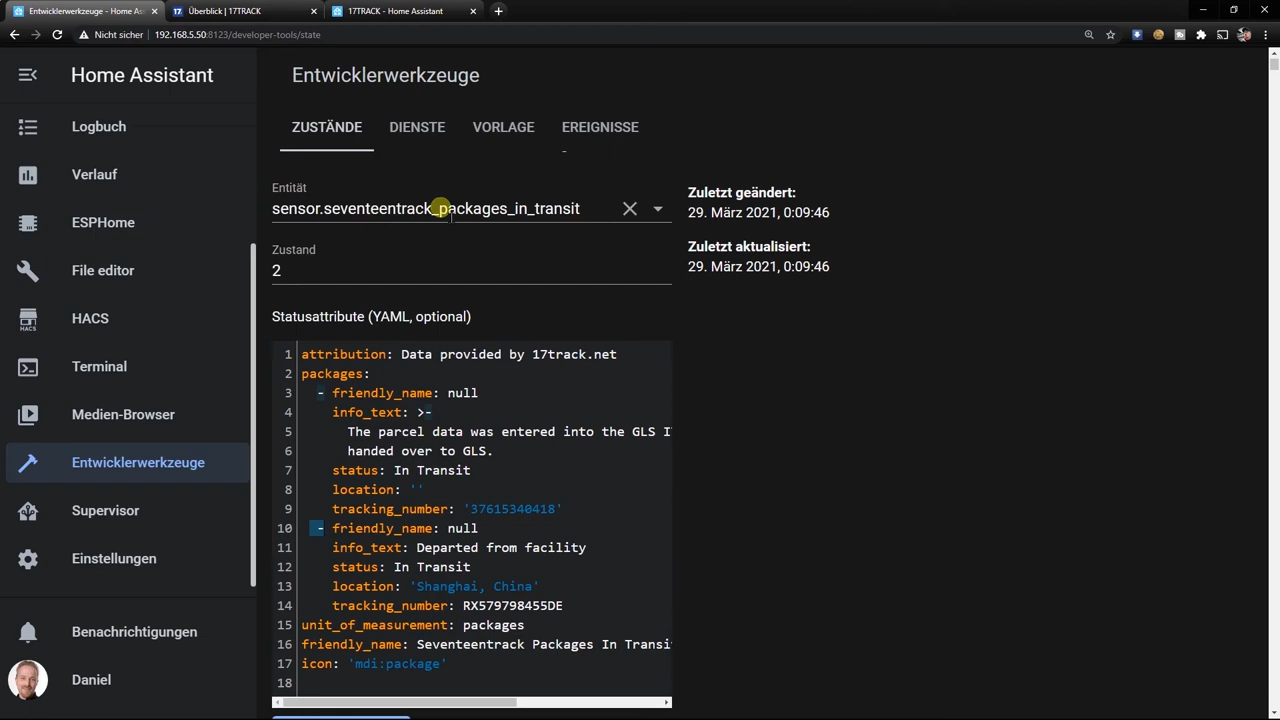 Entwicklerwerkzeuge - Home Ass
Überblick | 17TRACK
17TRACK - Home Assistant
Nicht sicher
192.168.5.50:8123/developer-tools/state
Home Assistant
Logbuch
Verlauf
ESPHome
File editor
HACS
HACS
Terminal
Medien-Browser
Entwicklerwerkzeuge
Supervisor
Einstellungen
Benachrichtigungen
Daniel
Entwicklerwerkzeuge
ZUSTÄNDE
DIENSTE
VORLAGE
EREIGNISSE
Entität
sensor.seventeentrack_packages_in_transit
Zustand
2
Zuletzt geändert:
29. März 2021, 0:09:46
Zuletzt aktualisiert:
29. März 2021, 0:09:46
Statusattribute (YAML, optional)
1 attribution: Data provided by 17track.net
2 packages:
3 - friendly_name: null
4 info_text: >-
5 The parcel data was entered into the GLS I
6 handed over to GLS.
7 status: In Transit
8 location: ''
9 tracking_number: '37615340418'
10 - friendly_name: null
11 info_text: Departed from facility
12 status: In Transit
13 location: 'Shanghai, China'
14 tracking_number: RX579798455DE
15 unit_of_measurement: packages
16 friendly_name: Seventeentrack Packages In Transi
17 icon: 'mdi:package'
18